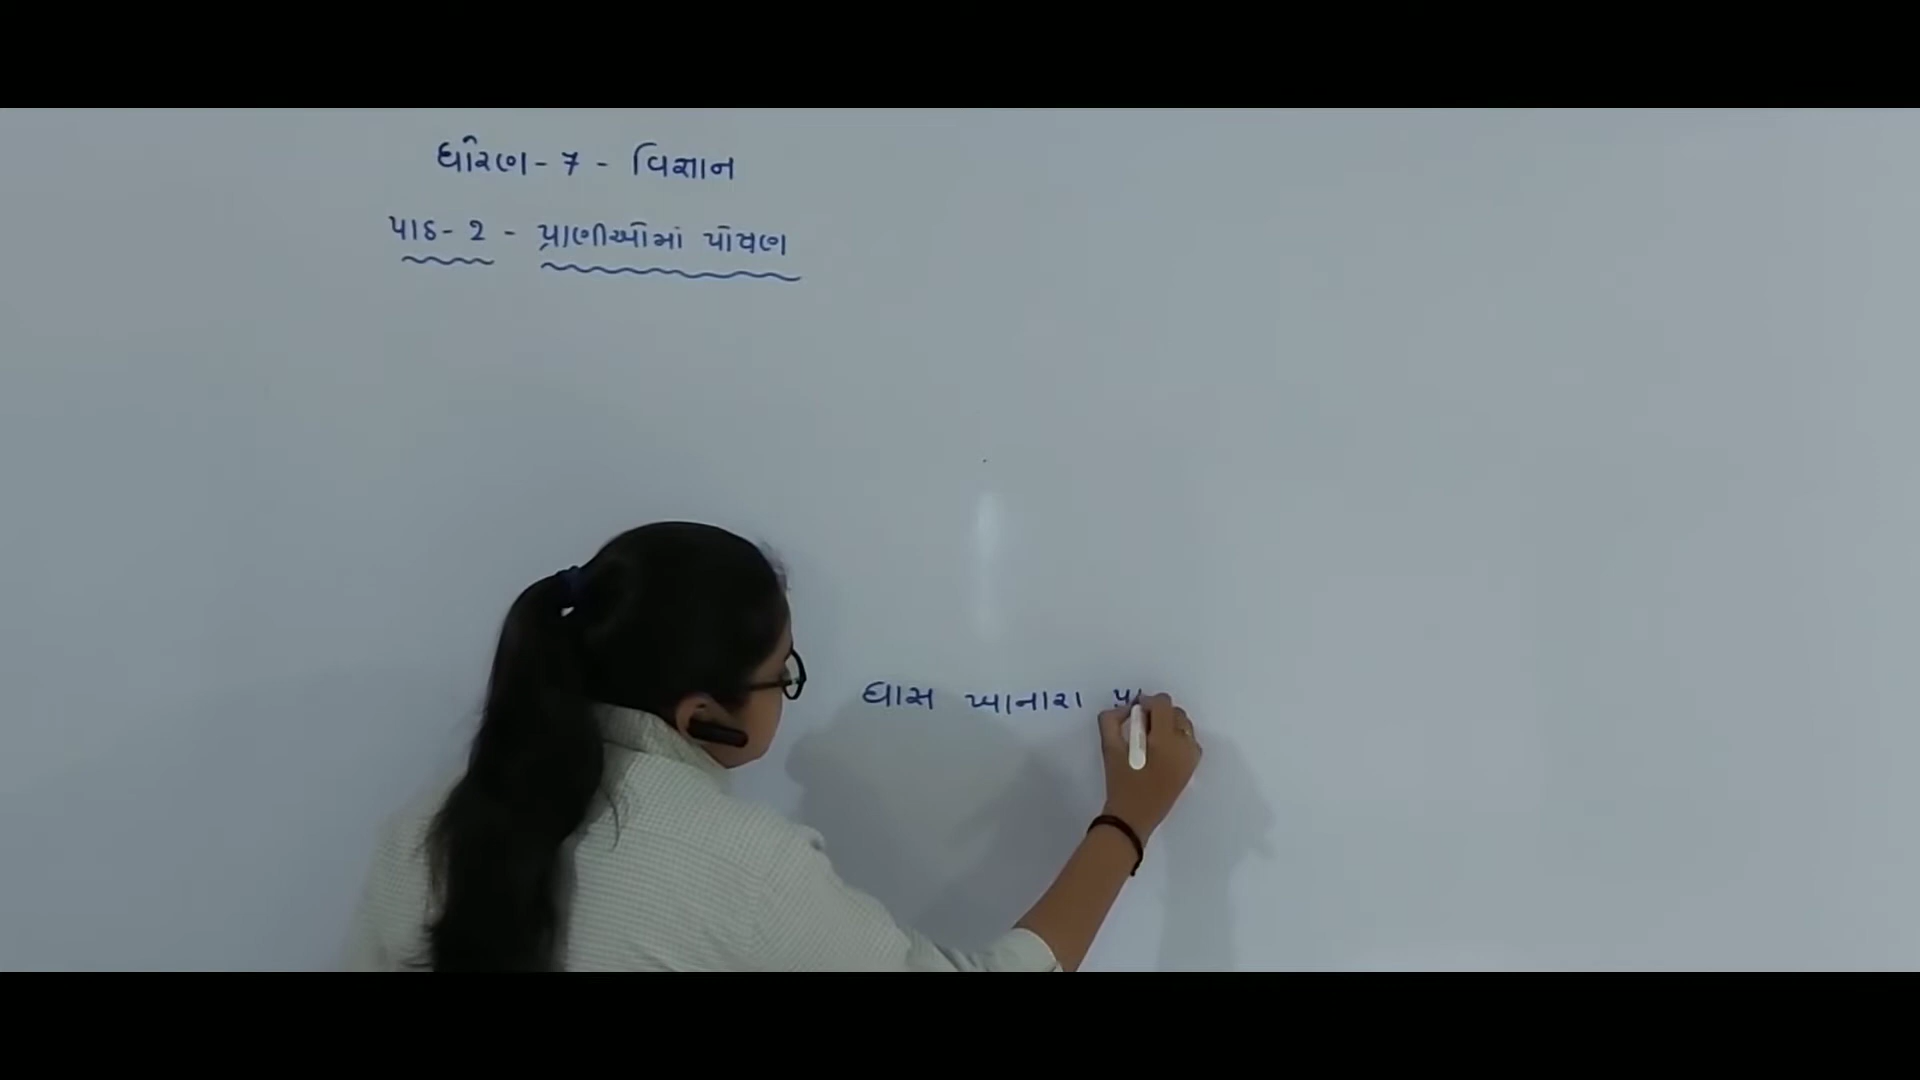 ધોરણ - 7 - વિજ્ઞાન
પાઠ - 2 - પ્રાણીઓમાં પોષણ
ઘાસ ખાનારા